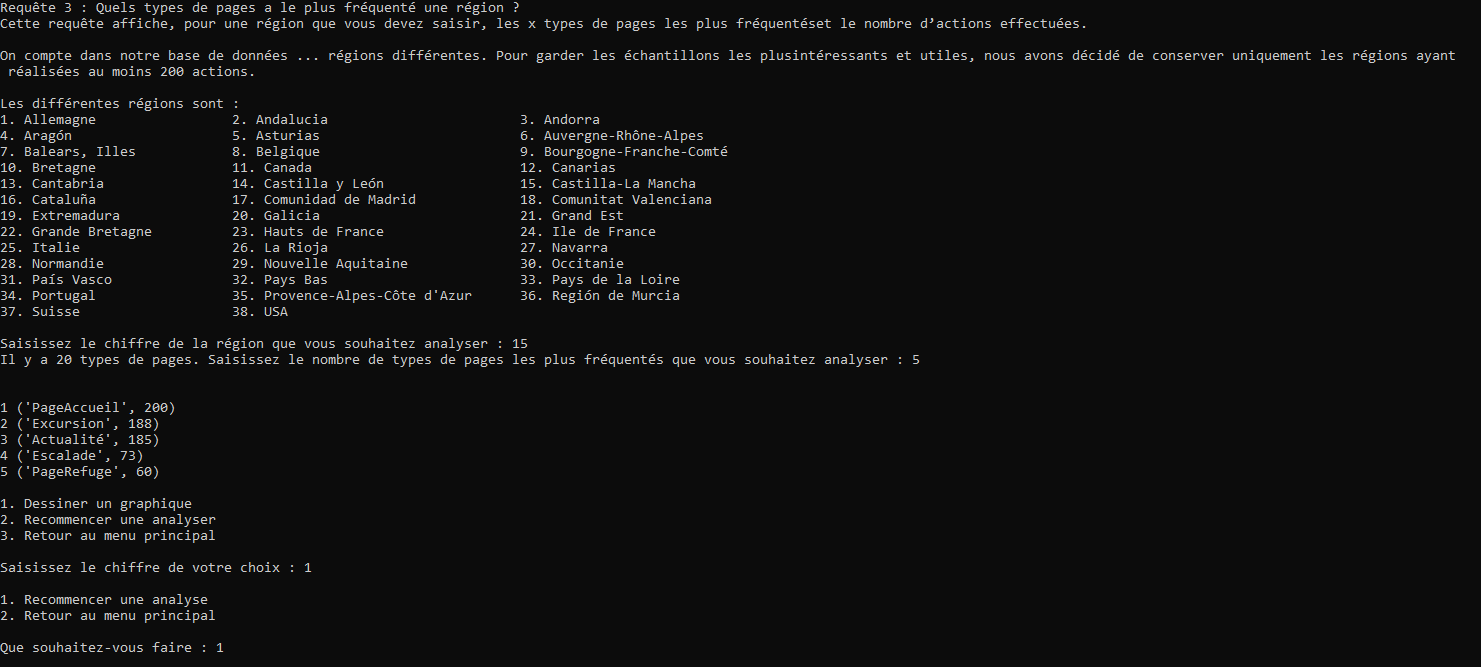 Requête 3 : Quels types de pages a le plus fréquenté une région ?
Cette requête affiche, pour une région que vous devez saisir, les x types de pages les plus fréquentéset le nombre d’actions effectuées.
On compte dans notre base de données ... régions différentes. Pour garder les échantillons les plusintéressants et utiles, nous avons décidé de conserver uniquement les régions ayant
réalisées au moins 200 actions.
Les différentes régions sont :
1. Allemagne 2. Andalucia 3. Andorra
4. Aragón 5. Asturias 6. Auvergne-Rhône-Alpes
7. Balears, Illes 8. Belgique 9. Bourgogne-Franche-Comté
10. Bretagne 11. Canada 12. Canarias
13. Cantabria 14. Castilla y León 15. Castilla-La Mancha
16. Cataluña 17. Comunidad de Madrid 18. Comunitat Valenciana
19. Extremadura 20. Galicia 21. Grand Est
22. Grande Bretagne 23. Hauts de France 24. Ile de France
25. Italie 26. La Rioja 27. Navarra
28. Normandie 29. Nouvelle Aquitaine 30. Occitanie
31. País Vasco 32. Pays Bas 33. Pays de la Loire
34. Portugal 35. Provence-Alpes-Côte d'Azur 36. Región de Murcia
37. Suisse 38. USA
Saisissez le chiffre de la région que vous souhaitez analyser : 15
Il y a 20 types de pages. Saisissez le nombre de types de pages les plus fréquentés que vous souhaitez analyser : 5
1 ('PageAccueil', 200)
2 ('Excursion', 188)
3 ('Actualité', 185)
4 ('Escalade', 73)
5 ('PageRefuge', 60)
1. Dessiner un graphique
2. Recommencer une analyser
3. Retour au menu principal
Saisissez le chiffre de votre choix : 1
1. Recommencer une analyse
2. Retour au menu principal
Que souhaitez-vous faire : 1